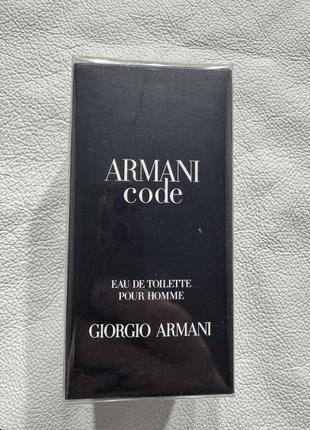 ARMANI
code
EAU DE TOILETTE
POUR HOMME
GIORGIO ARMANI